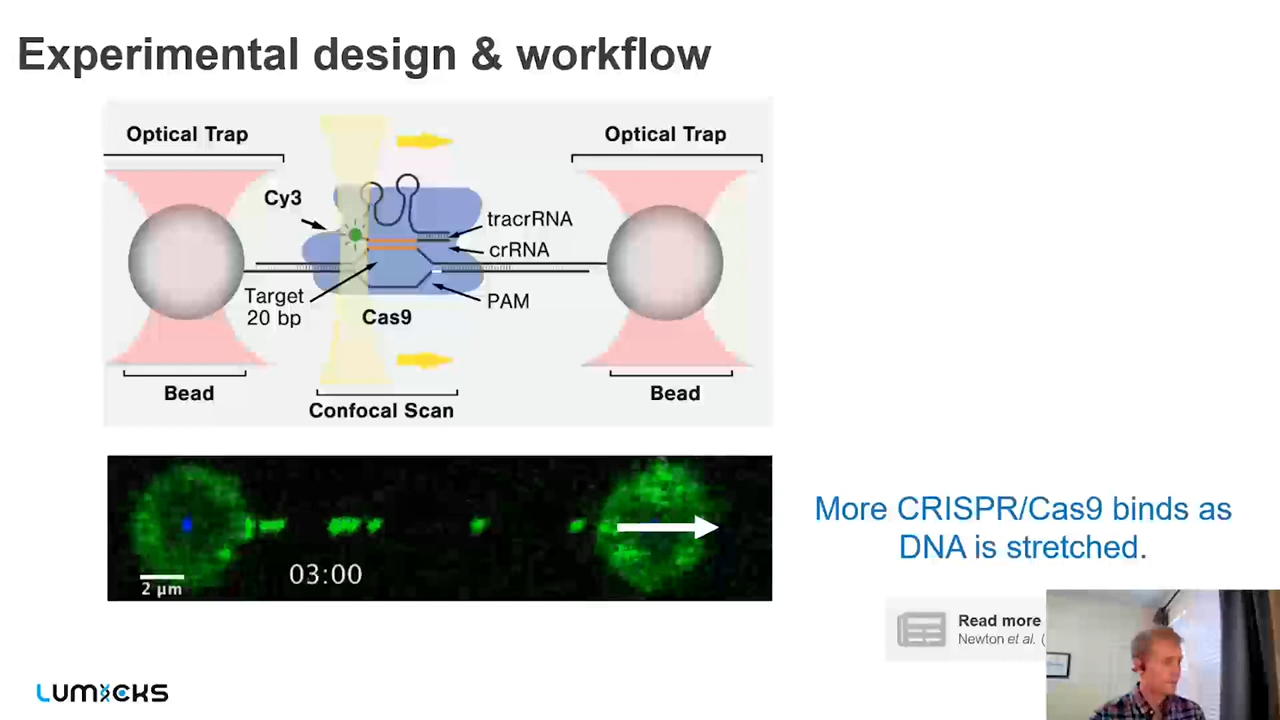 Experimental design & workflow
Optical Trap
Optical Trap
Cy3
tracrRNA
crRNA
Target
20 bp
PAM
Cas9
Bead
Bead
Confocal Scan
More CRISPR/Cas9 binds as
DNA is stretched.
03:00
2 µm
Read more
Newton et al. (
LUMICKS